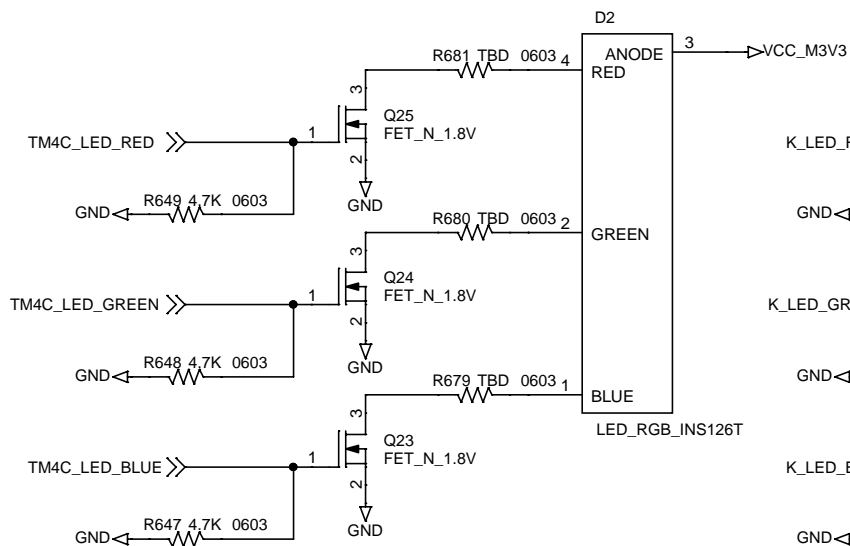 D2
R681 TBD 0603 4 ANODE 3 VCC_M3V3
RED
3
Q25
FET_N_1.8V
TM4C_LED_RED 1 K_LED_F
2
R649 4.7K 0603
GND GND GND
R680 TBD 0603 2 GREEN
3
Q24
FET_N_1.8V
TM4C_LED_GREEN 1 K_LED_GR
2
R648 4.7K 0603
GND GND GND
R679 TBD 0603 1 BLUE
LED_RGB_INS126T
3
Q23
FET_N_1.8V
TM4C_LED_BLUE 1 K_LED_E
2
R647 4.7K 0603
GND GND GND